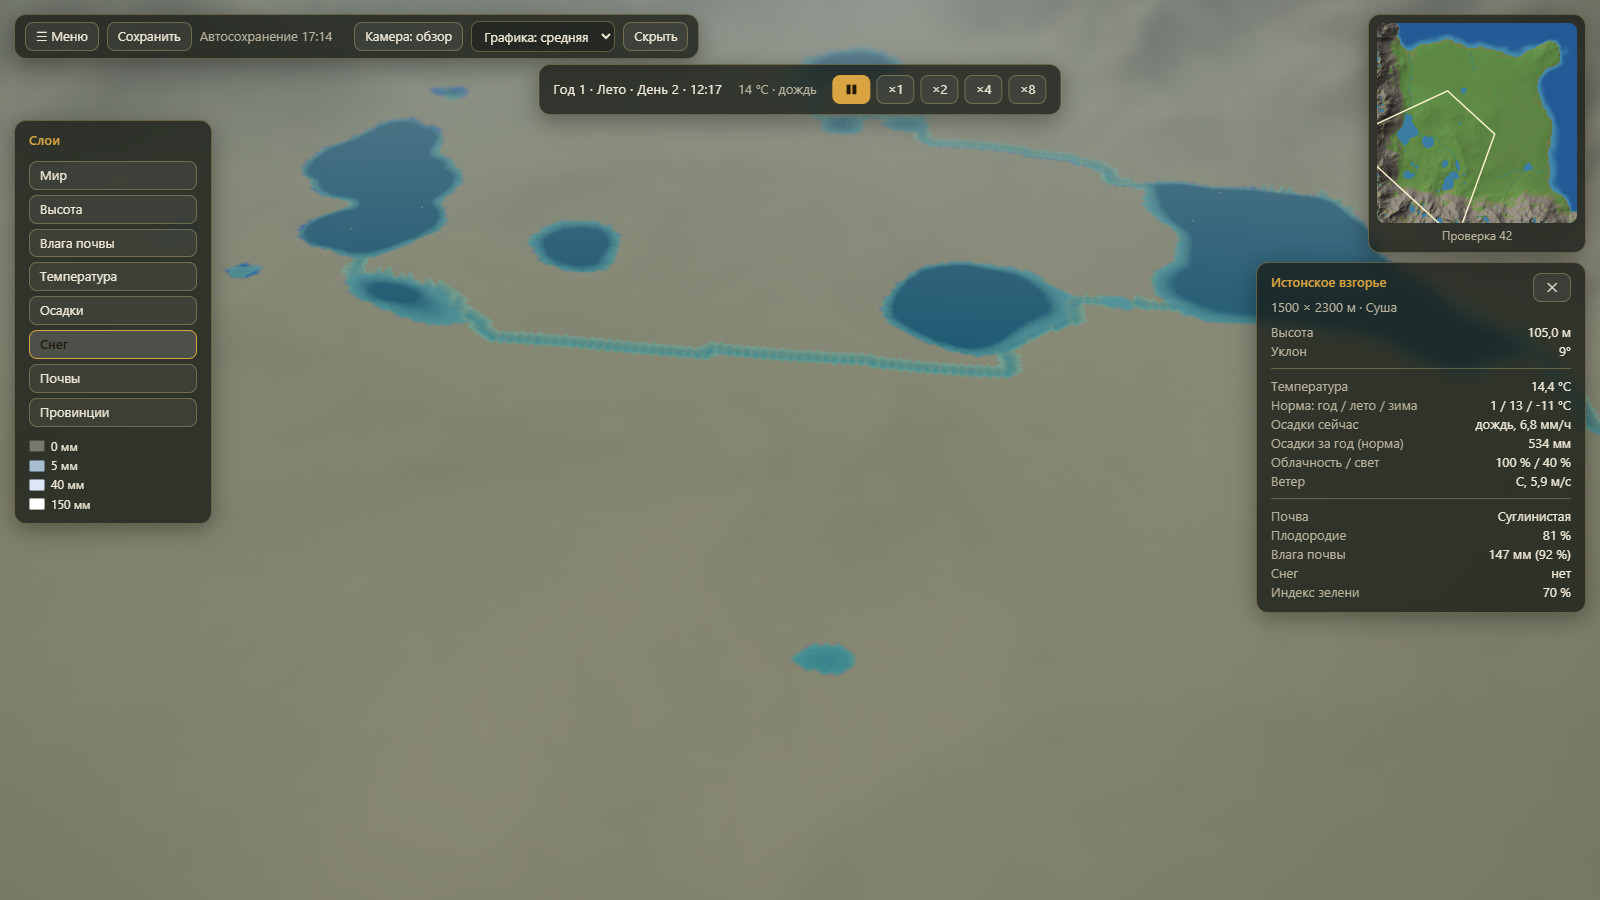 ☰ Меню Сохранить Автосохранение 17:14 Камера: обзор Графика: средняя Скрыть
Год 1 · Лето · День 2 · 12:17 14 °C · дождь ×1 ×2 ×4 ×8
Слои
Мир
Высота
Влага почвы
Температура
Осадки
Снег
Почвы
Провинции
0 мм
5 мм
40 мм
150 мм
Проверка 42
Истонское взгорье ✕
1500 × 2300 м · Суша
Высота 105,0 м
Уклон 9°
Температура 14,4 °C
Норма: год / лето / зима 1 / 13 / -11 °C
Осадки сейчас дождь, 6,8 мм/ч
Осадки за год (норма) 534 мм
Облачность / свет 100 % / 40 %
Ветер С, 5,9 м/с
Почва Суглинистая
Плодородие 81 %
Влага почвы 147 мм (92 %)
Снег нет
Индекс зелени 70 %